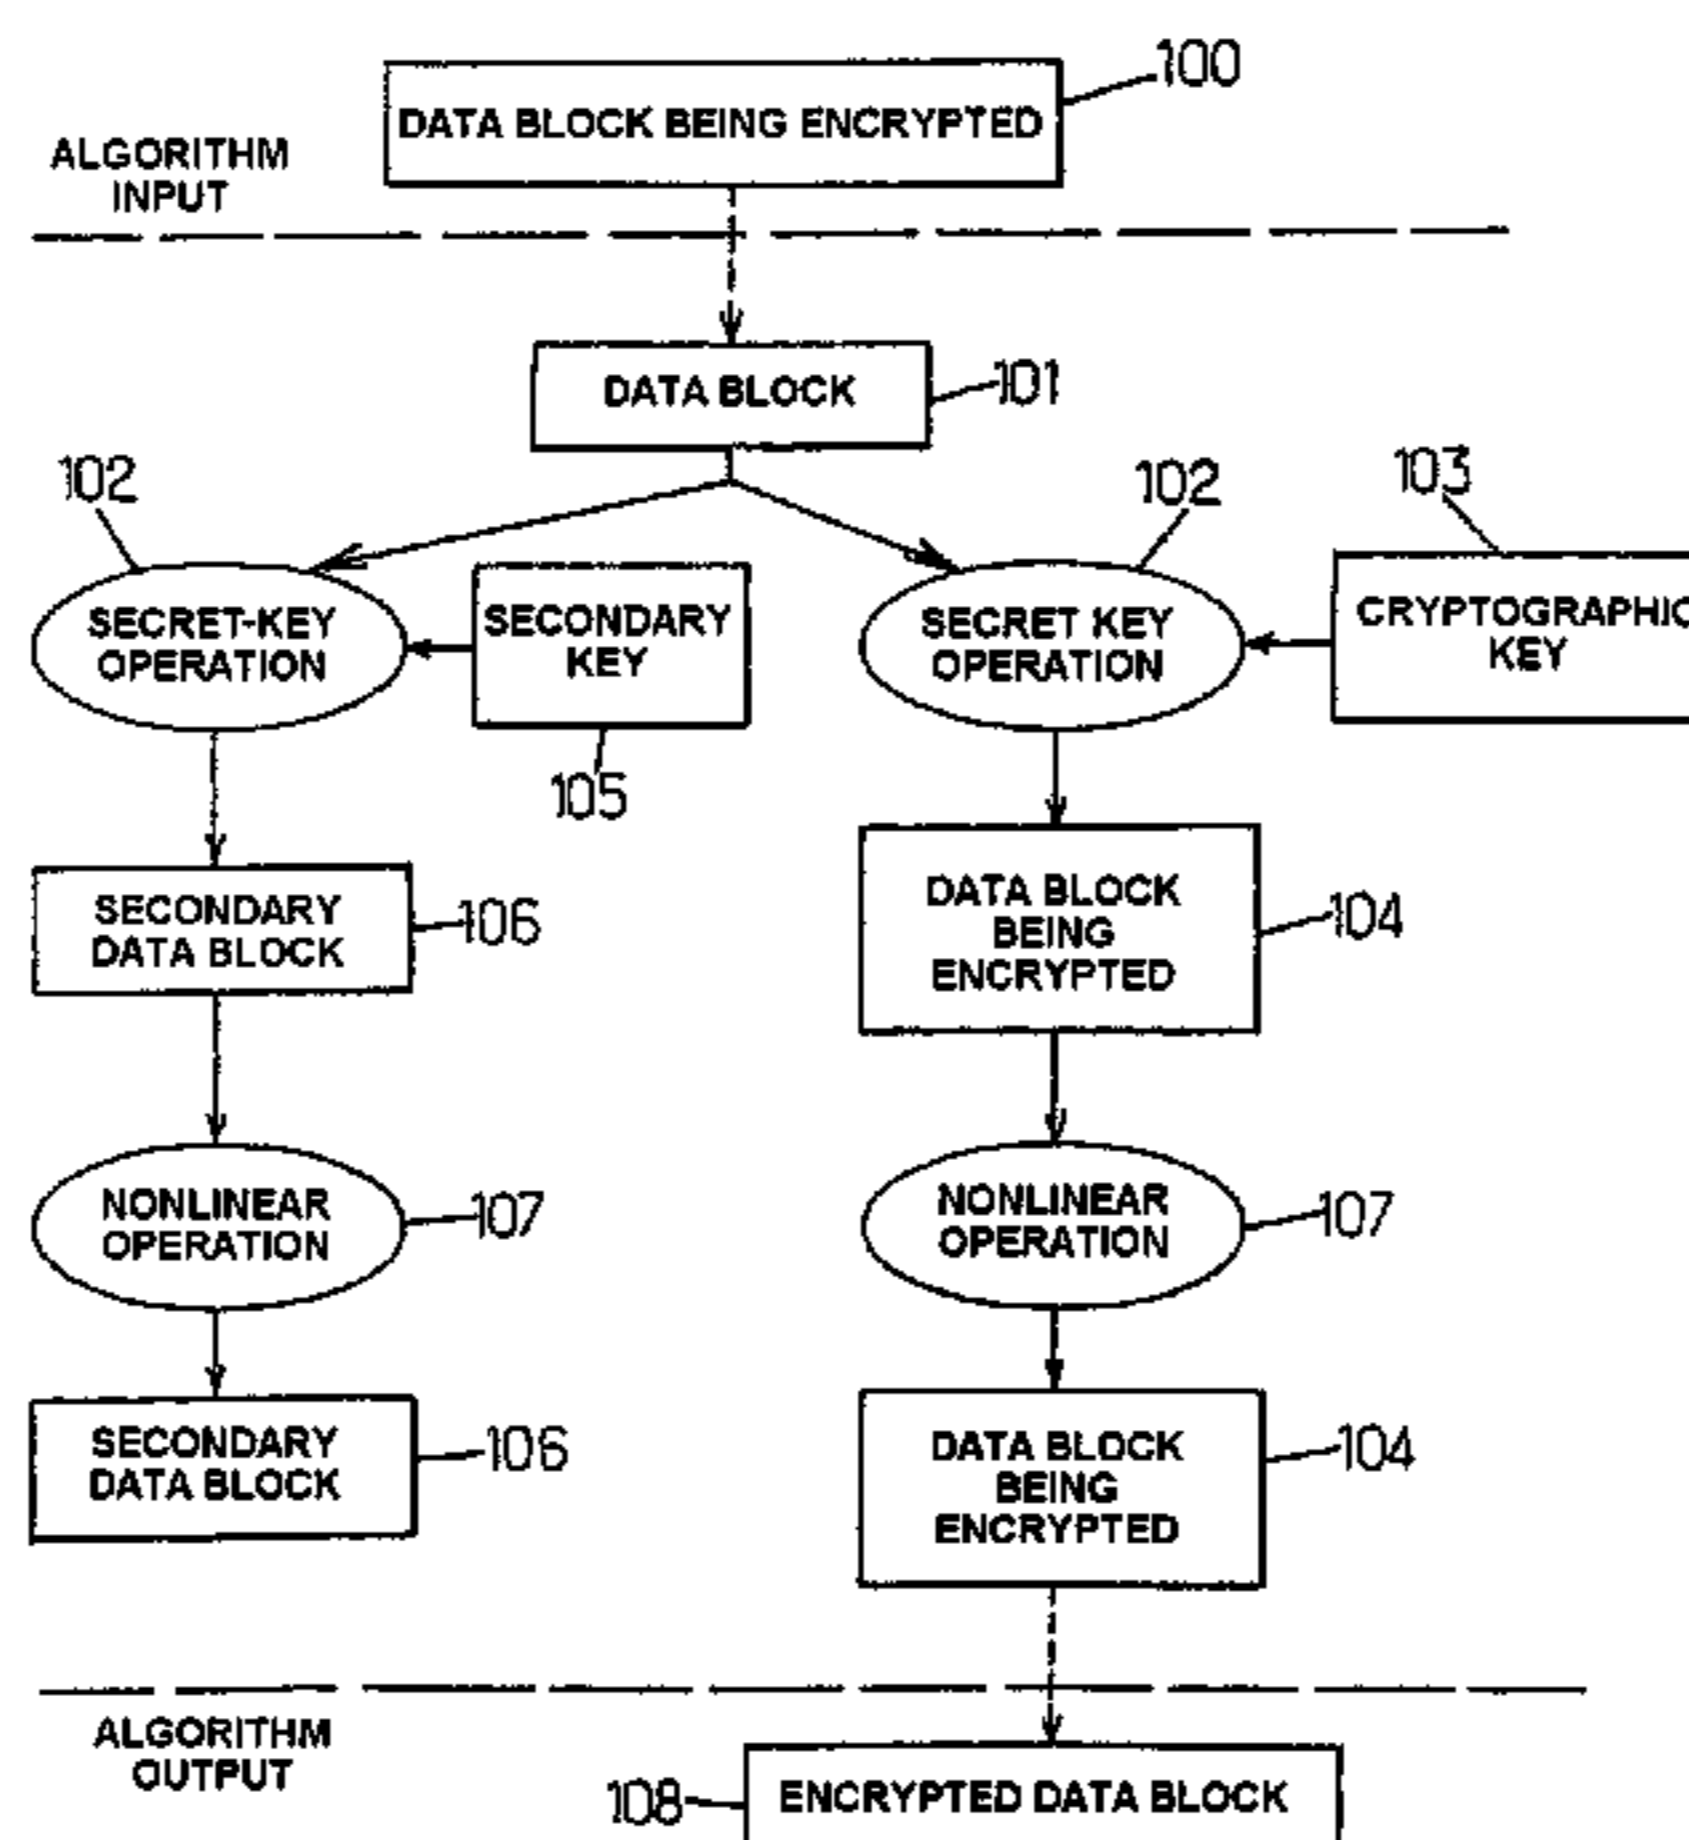 100
DATA BLOCK BEING ENCRYPTED
ALGORITHM
INPUT
DATA BLOCK
101
102
102
103
SECRET-KEY
OPERATION
SECONDARY
KEY
SECRET KEY
OPERATION
CRYPTOGRAPHIC
KEY
105
SECONDARY
DATA BLOCK
106
DATA BLOCK
BEING
ENCRYPTED
104
NONLINEAR
OPERATION
107
NONLINEAR
OPERATION
107
SECONDARY
DATA BLOCK
106
DATA BLOCK
BEING
ENCRYPTED
104
ALGORITHM
OUTPUT
108
ENCRYPTED DATA BLOCK